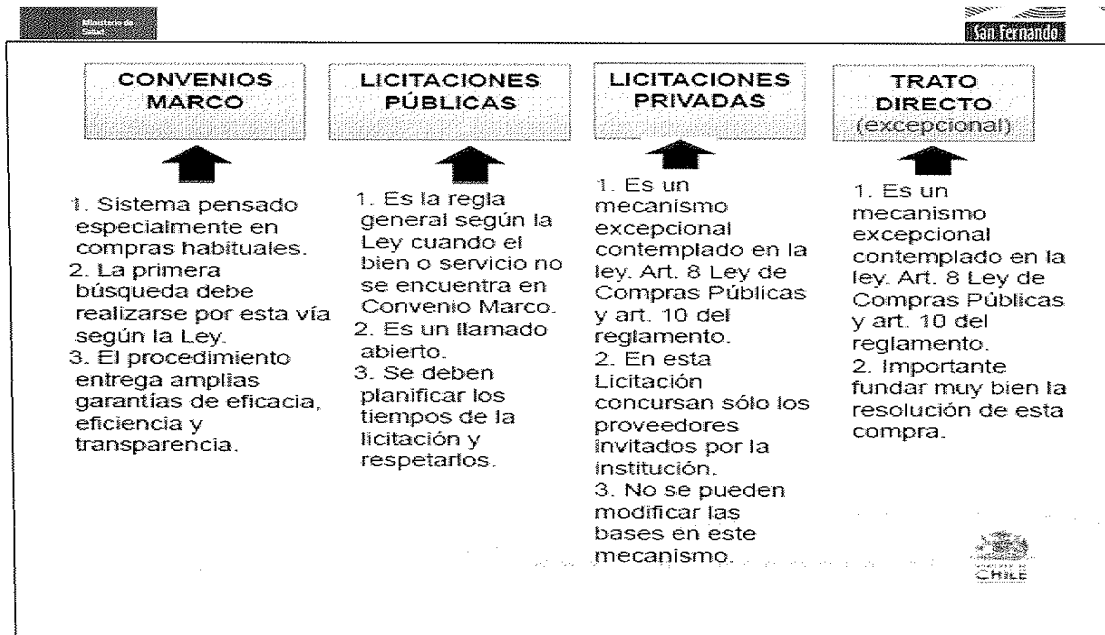 Ministerio de
Salud
San Fernando
CONVENIOS
MARCO
1. Sistema pensado
especialmente en
compras habituales.
2. La primera
búsqueda debe
realizarse por esta vía
según la Ley.
3. El procedimiento
entrega amplias
garantías de eficacia,
eficiencia y
transparencia.
LICITACIONES
PÚBLICAS
1. Es la regla
general según la
Ley cuando el
bien o servicio no
se encuentra en
Convenio Marco.
2. Es un llamado
abierto.
3. Se deben
planificar los
tiempos de la
licitación y
respetarlos.
LICITACIONES
PRIVADAS
1. Es un
mecanismo
excepcional
contemplado en la
ley. Art. 8 Ley de
Compras Públicas
y art. 10 del
reglamento.
2. En esta
Licitación
concursan sólo los
proveedores
invitados por la
institución.
3. No se pueden
modificar las
bases en este
mecanismo.
TRATO
DIRECTO
(excepcional)
1. Es un
mecanismo
excepcional
contemplado en la
ley. Art. 8 Ley de
Compras Públicas
y art. 10 del
reglamento.
2. Importante
fundar muy bien la
resolución de esta
compra.
CHILE